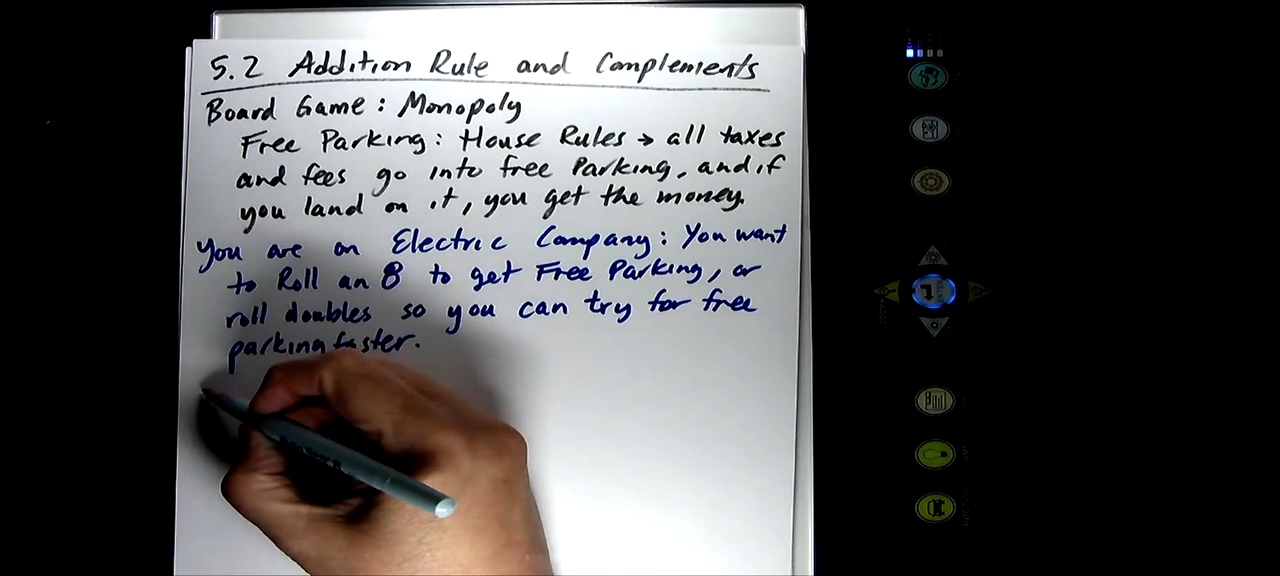 5.2 Addition Rule and Complements
Board Game: Monopoly
Free Parking: House Rules → all taxes
and fees go into free Parking, and if
you land on it, you get the money.
You are on Electric Company: You want
to Roll an 8 to get Free Parking, or
roll doubles so you can try for free
parking faster.